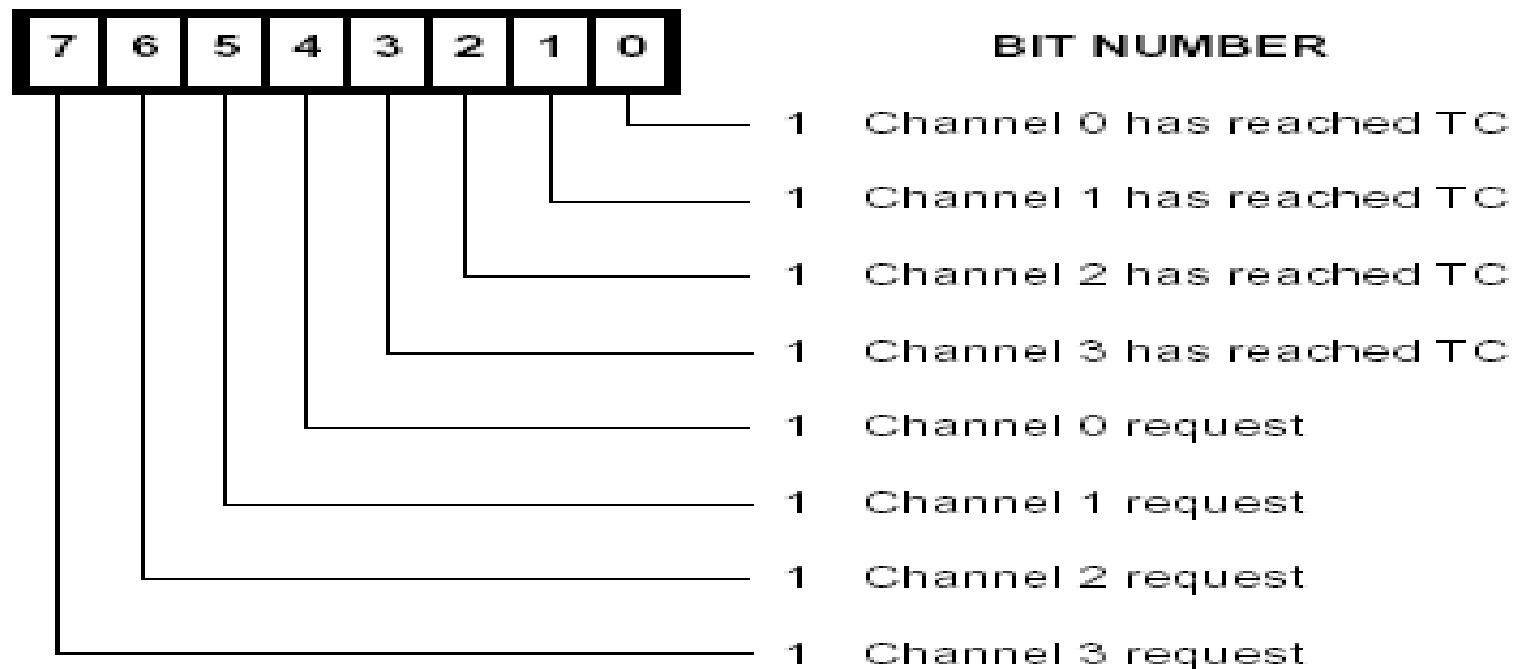 7 6 5 4 3 2 1 0 BIT NUMBER
1 Channel 0 has reached TC
1 Channel 1 has reached TC
1 Channel 2 has reached TC
1 Channel 3 has reached TC
1 Channel 0 request
1 Channel 1 request
1 Channel 2 request
1 Channel 3 request